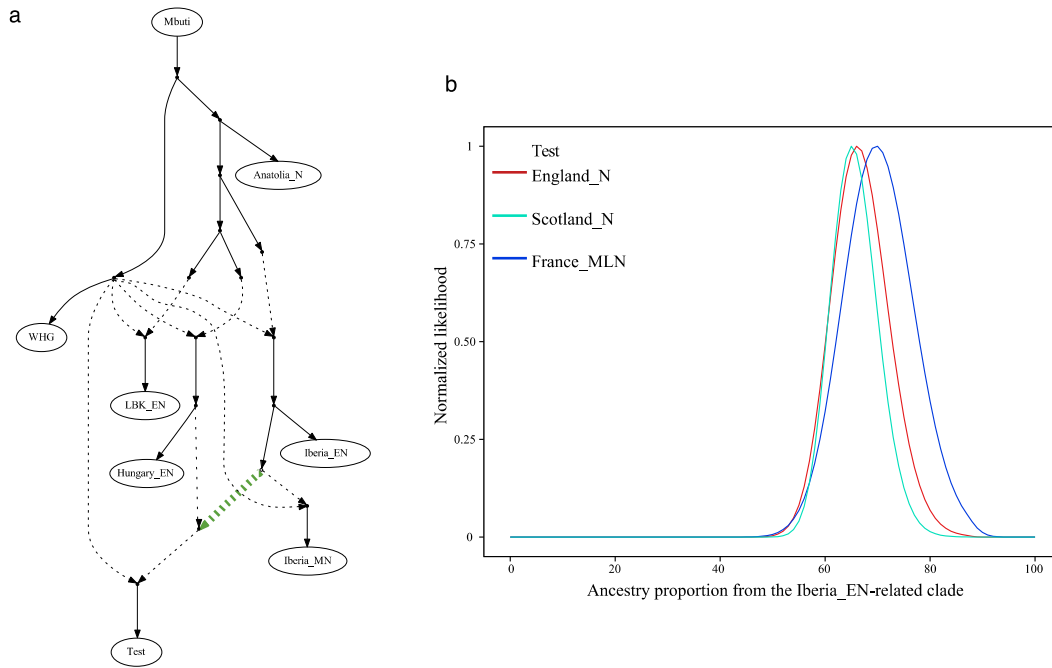 a
Mbuti
Anatolia_N
WHG
LBK_EN
Hungary_EN
Iberia_EN
Iberia_MN
Test
b
Test
England_N
Scotland_N
France_MLN
Normalized likelihood
1
0.75
0.5
0.25
0
0 20 40 60 80 100
Ancestry proportion from the Iberia_EN-related clade